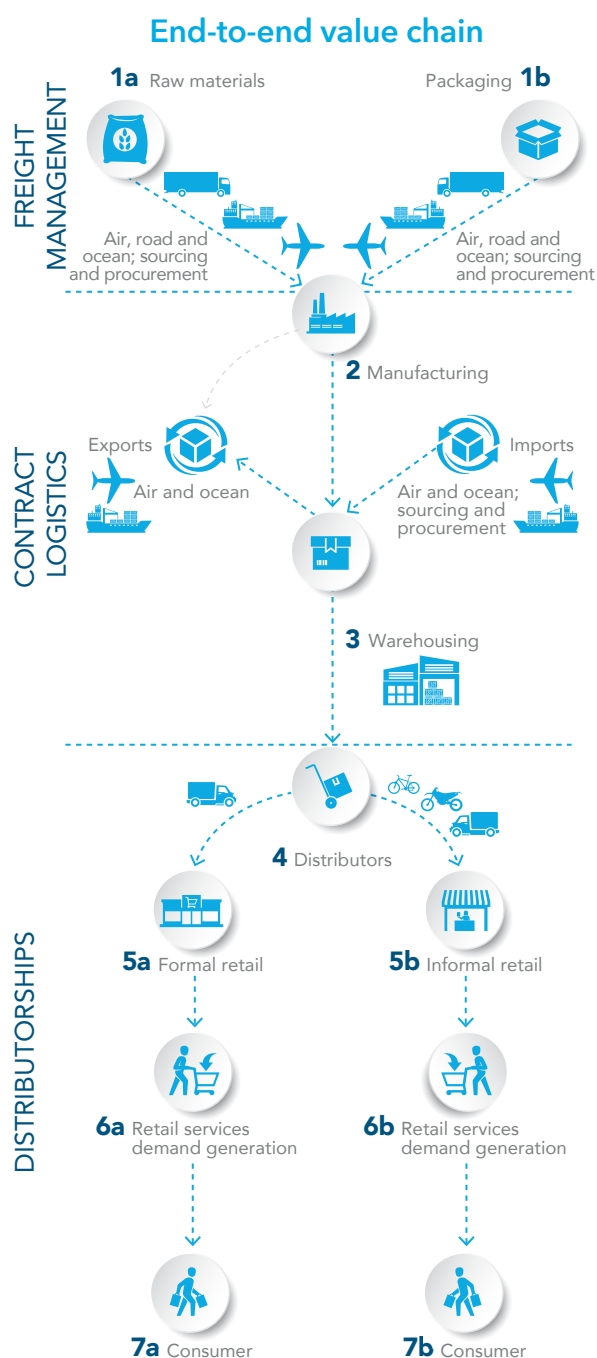 End-to-end value chain
1a Raw materials
Packaging 1b
FREIGHT
MANAGEMENT
Air, road and
ocean; sourcing
and procurement
Air, road and
ocean; sourcing
and procurement
2 Manufacturing
CONTRACT
LOGISTICS
Exports
Air and ocean
Imports
Air and ocean;
sourcing and
procurement
3 Warehousing
DISTRIBUTORSHIPS
4 Distributors
5a Formal retail
5b Informal retail
6a Retail services
demand generation
6b Retail services
demand generation
7a Consumer
7b Consumer